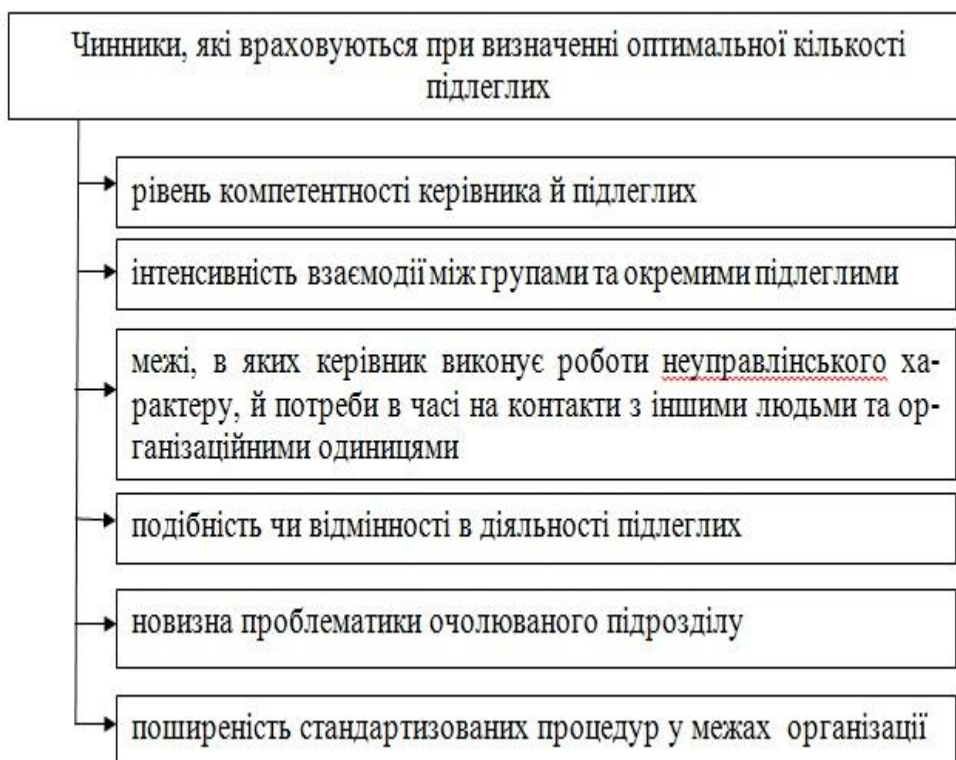 Чинники, які враховуються при визначенні оптимальної кількості
підлеглих
рівень компетентності керівника й підлеглих
інтенсивність взаємодії між групами та окремими підлеглими
межі, в яких керівник виконує роботи неуправлінського ха-
рактеру, й потреби в часі на контакти з іншими людьми та ор-
ганізаційними одиницями
подібність чи відмінності в діяльності підлеглих
новизна проблематики очолюваного підрозділу
поширеність стандартизованих процедур у межах організації